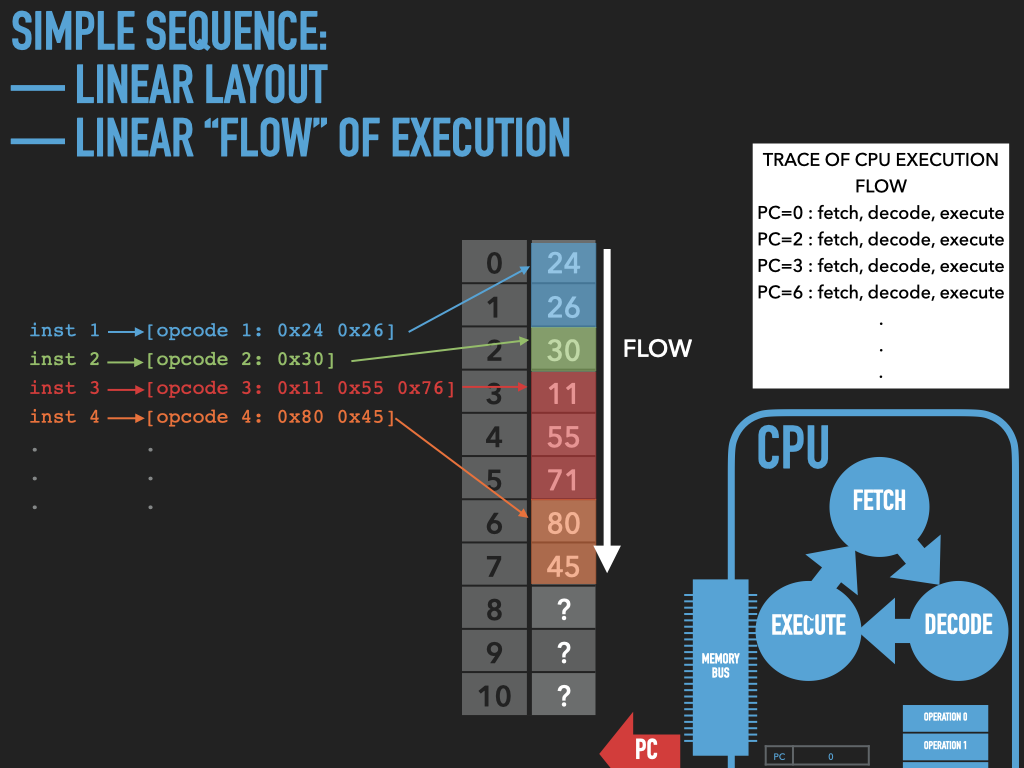 SIMPLE SEQUENCE:
— LINEAR LAYOUT
— LINEAR “FLOW” OF EXECUTION
TRACE OF CPU EXECUTION
FLOW
PC=0 : fetch, decode, execute
PC=2 : fetch, decode, execute
PC=3 : fetch, decode, execute
PC=6 : fetch, decode, execute
.
.
.
inst 1 [opcode 1: 0x24 0x26]
inst 2 [opcode 2: 0x30]
inst 3 [opcode 3: 0x11 0x55 0x76]
inst 4 [opcode 4: 0x80 0x45]
. .
. .
. .
0 24
1 26
2 30
3 11
4 55
5 71
6 80
7 45
8 ?
9 ?
10 ?
FLOW
CPU
FETCH
EXECUTE
DECODE
MEMORY
BUS
PC
PC 0
OPERATION 0
OPERATION 1